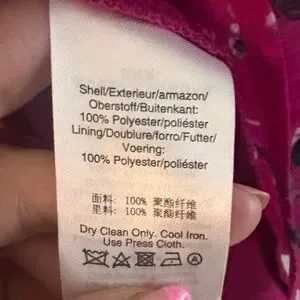 Shell/Exterieur/armazon/
Oberstoff/Buitenkant:
100% Polyester/poliéster
Lining/Doublure/forro/Futter/
Voering:
100% Polyester/poliéster
面料: 100% 聚酯纤维
里料: 100% 聚酯纤维
Dry Clean Only. Cool Iron.
Use Press Cloth.